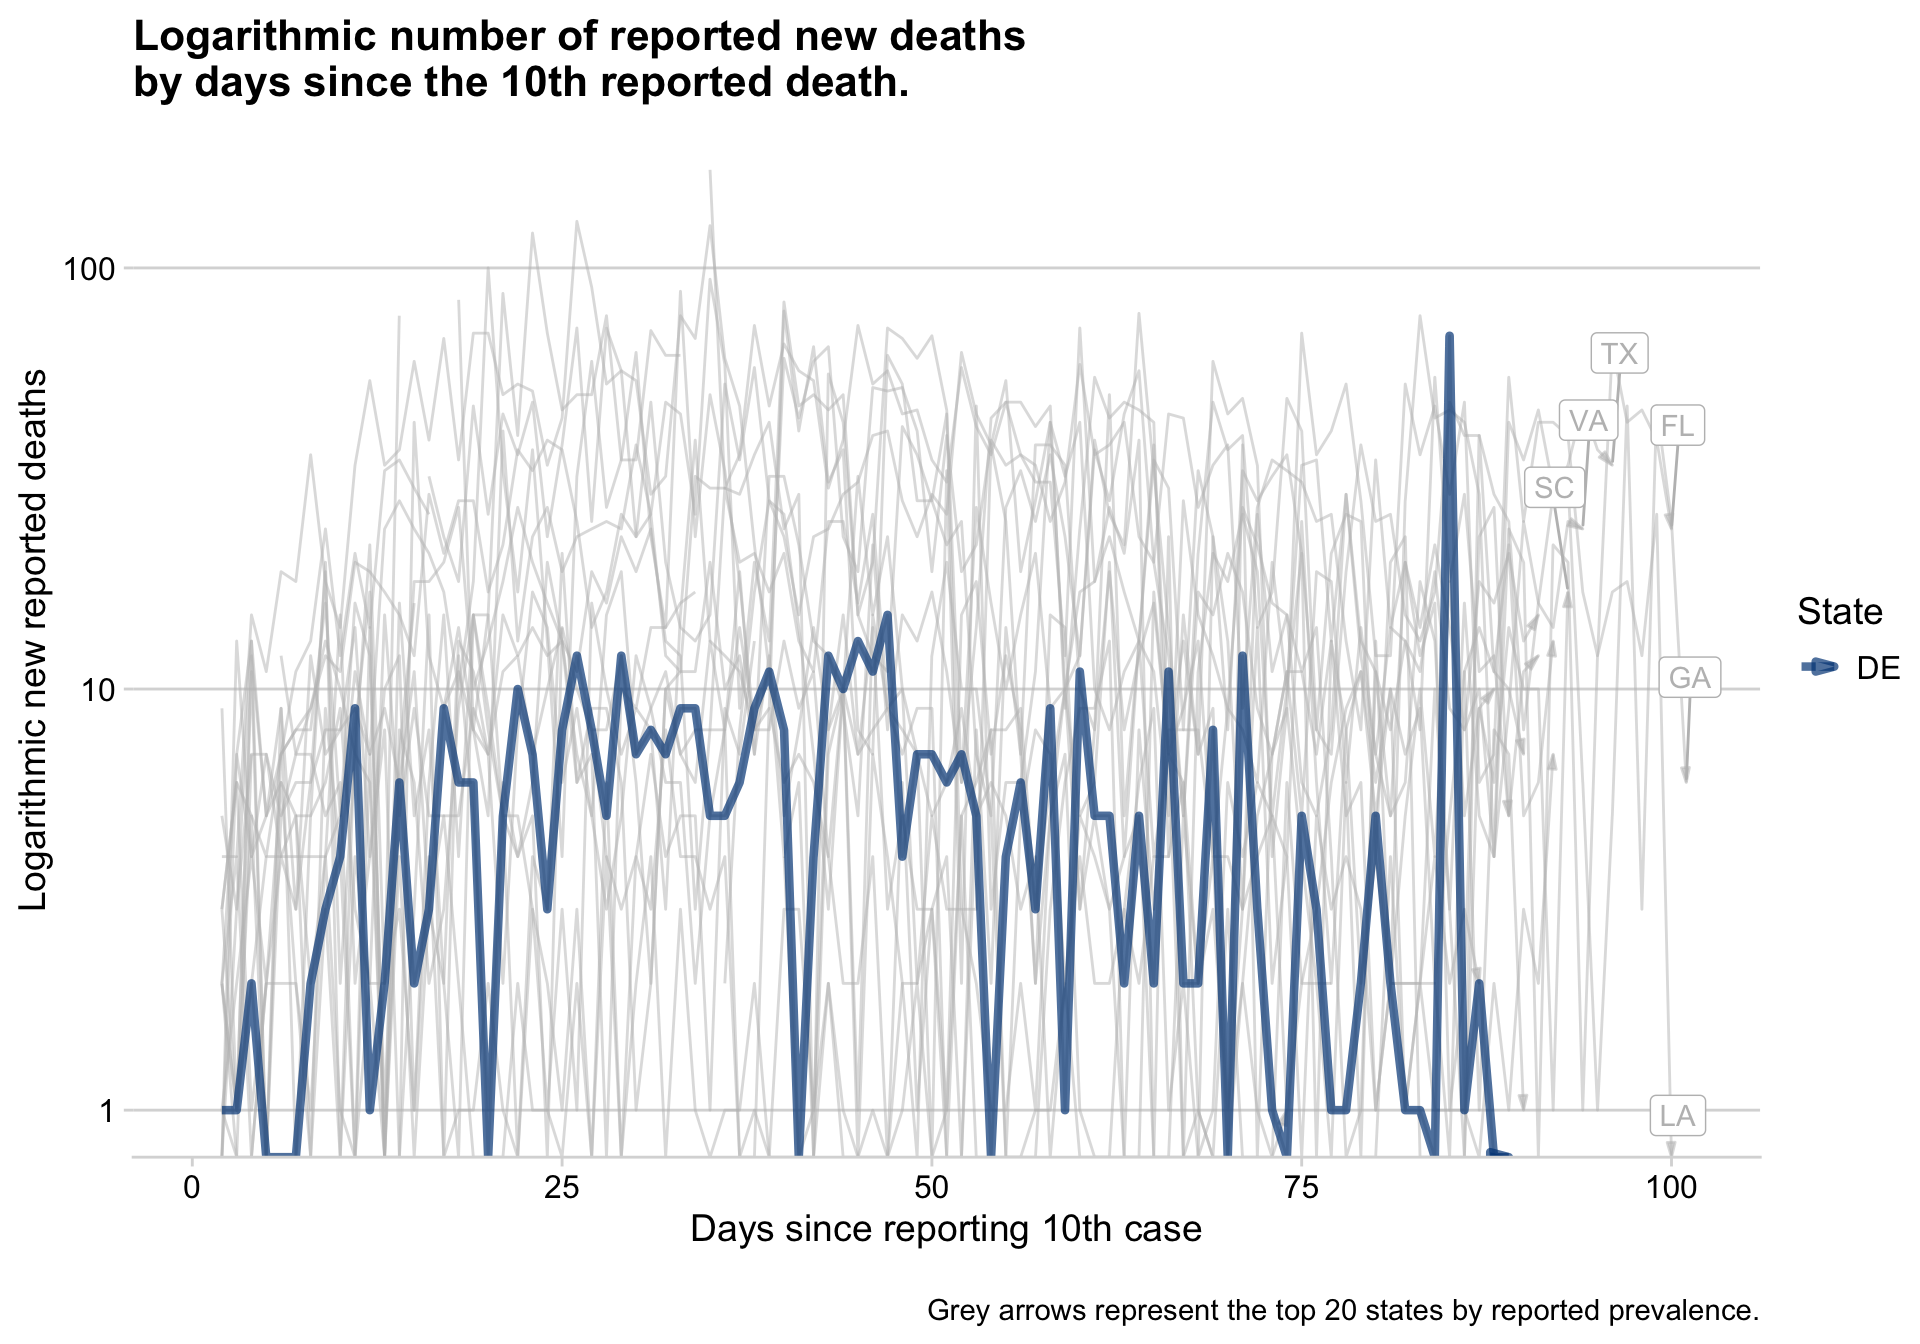 Logarithmic number of reported new deaths
by days since the 10th reported death.
Logarithmic new reported deaths
100
10
1
TX
VA
FL
SC
GA
LA
State
DE
0
25
50
75
100
Days since reporting 10th case
Grey arrows represent the top 20 states by reported prevalence.